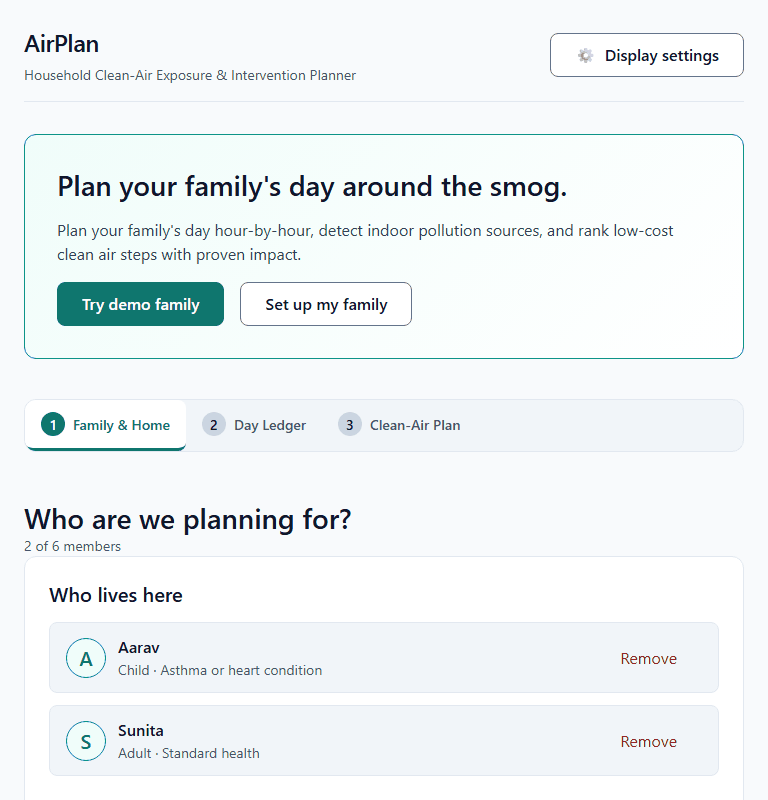 AirPlan
Household Clean-Air Exposure & Intervention Planner
Display settings
Plan your family's day around the smog.
Plan your family's day hour-by-hour, detect indoor pollution sources, and rank low-cost
clean air steps with proven impact.
Try demo family
Set up my family
1 Family & Home
2 Day Ledger
3 Clean-Air Plan
Who are we planning for?
2 of 6 members
Who lives here
A
Aarav
Child · Asthma or heart condition
Remove
S
Sunita
Adult · Standard health
Remove